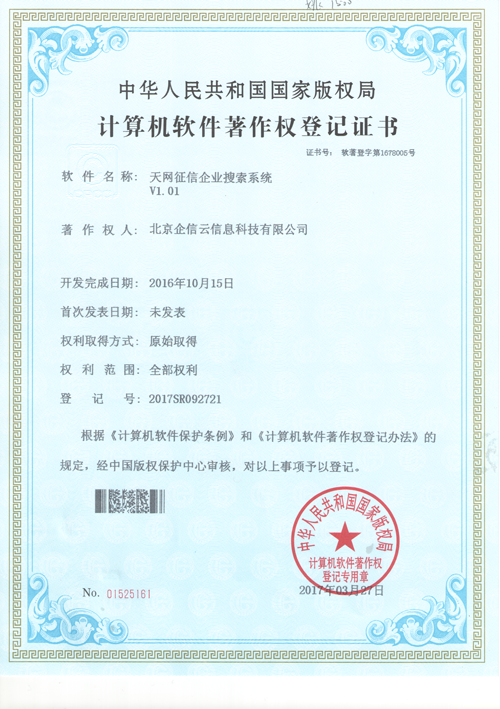 中华人民共和国国家版权局
计算机软件著作权登记证书
证书号: 软著登字第1678005号
软件名称: 天网征信企业搜索系统
V1.01
著作权人: 北京企信云信息科技有限公司
开发完成日期: 2016年10月15日
首次发表日期: 未发表
权利取得方式: 原始取得
权利范围: 全部权利
登记号: 2017SR092721
根据《计算机软件保护条例》和《计算机软件著作权登记办法》的
规定，经中国版权保护中心审核，对以上事项予以登记。
中华人民共和国国家版权局
计算机软件著作权
登记专用章
No. 01525161
2017年03月27日